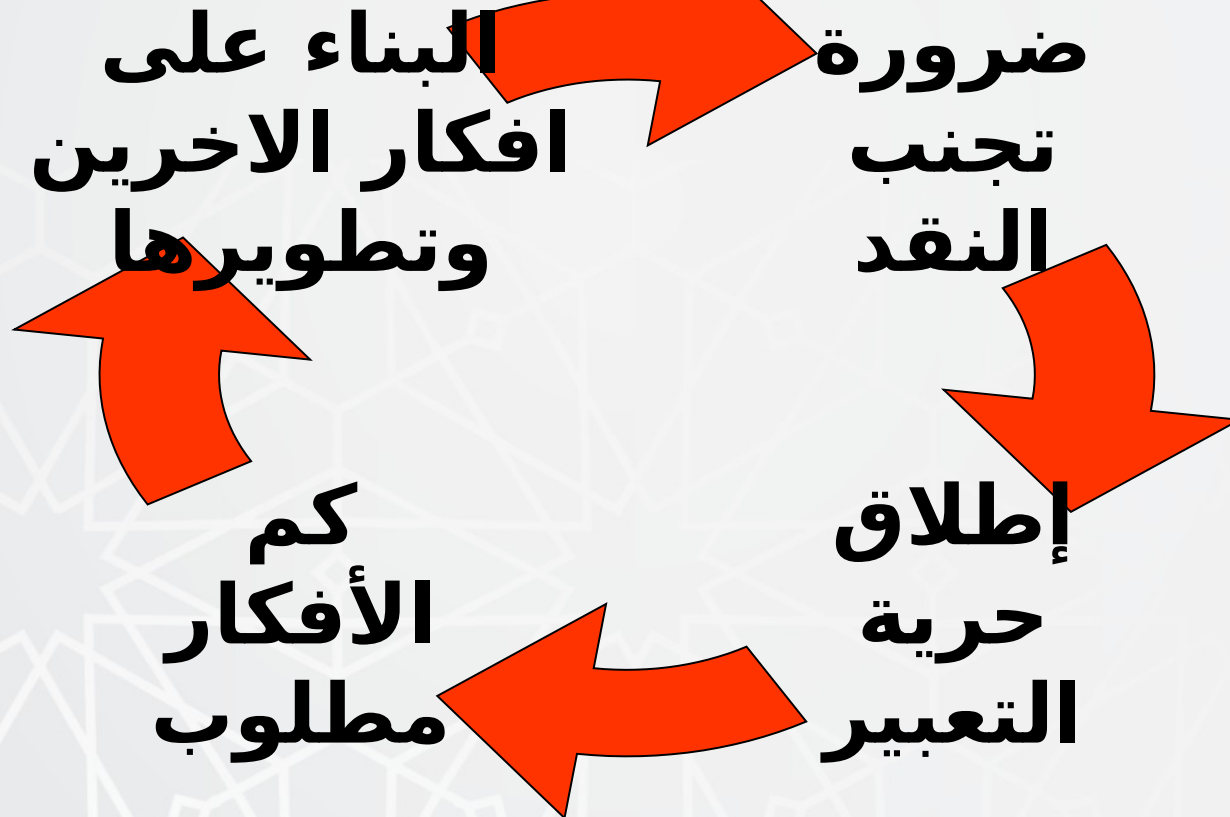 ضرورة
تجنب
النقد
إطلاق
حرية
التعبير
كم
الأفكار
مطلوب
البناء على
افكار الاخرين
وتطويرها